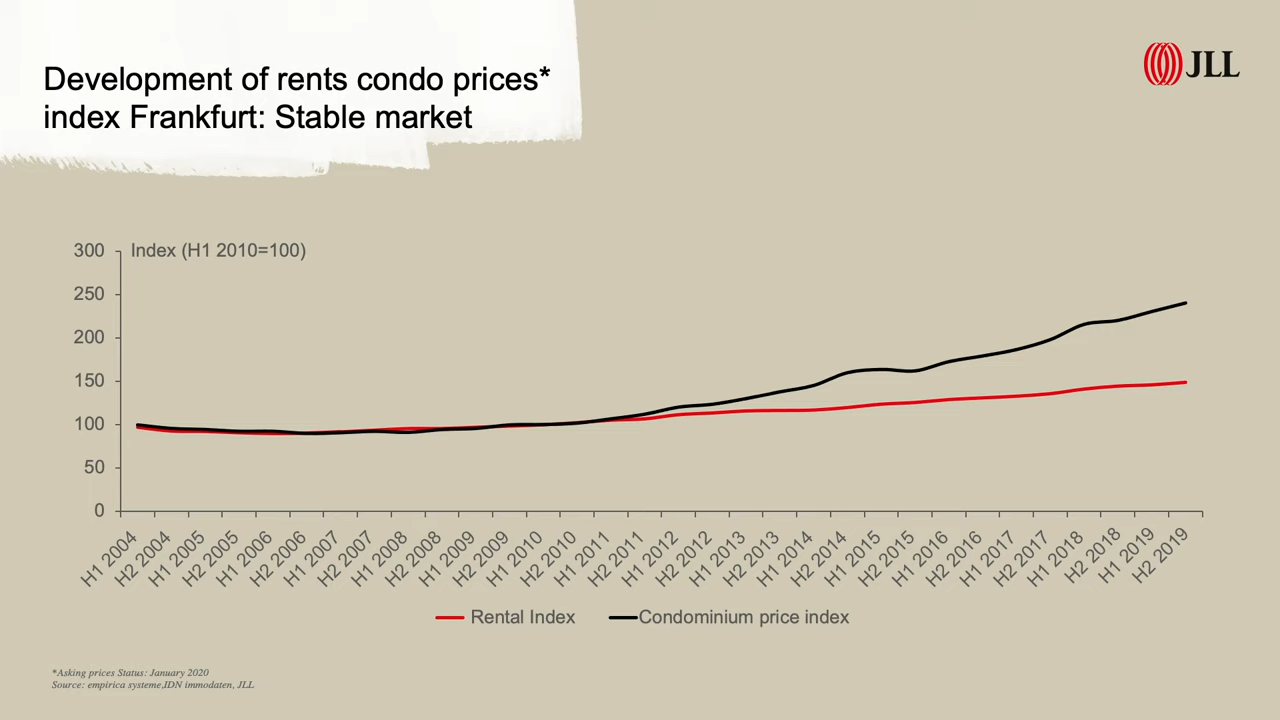 Development of rents condo prices*
index Frankfurt: Stable market
JLL
Index (H1 2010=100)
300
250
200
150
100
50
0
H1 2004
H2 2004
H1 2005
H2 2005
H1 2006
H2 2006
H1 2007
H2 2007
H1 2008
H2 2008
H1 2009
H2 2009
H1 2010
H2 2010
H1 2011
H2 2011
H1 2012
H2 2012
H1 2013
H2 2013
H1 2014
H2 2014
H1 2015
H2 2015
H1 2016
H2 2016
H1 2017
H2 2017
H1 2018
H2 2018
H1 2019
H2 2019
Rental Index
Condominium price index
*Asking prices Status: January 2020
Source: empirica systeme,IDN immodaten, JLL